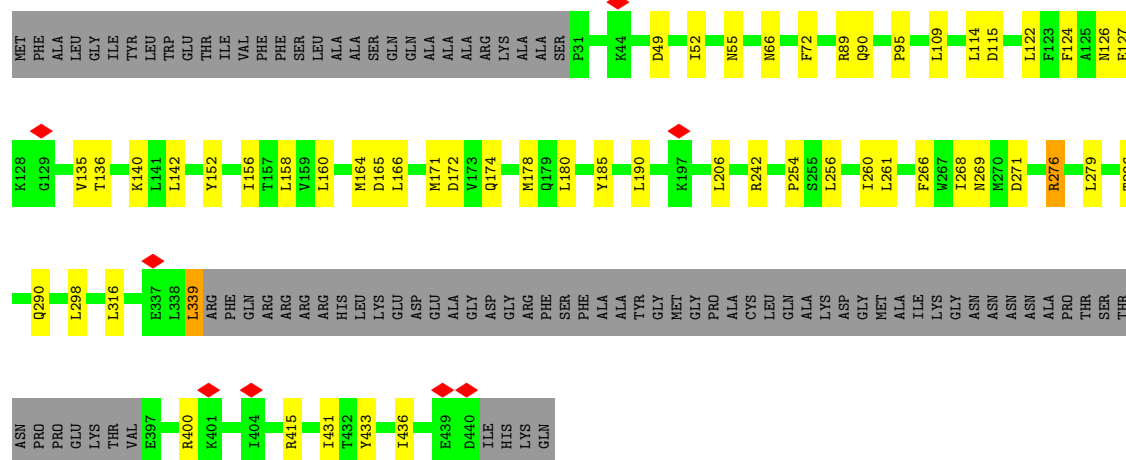 MET PHE ALA LEU GLY ILE TYR LEU TRP GLU THR ILE VAL PHE PHE SER LEU ALA ALA SER GLN GLN ALA ALA ALA ARG LYS ALA ALA SER P31 K44 D49 I52 N55 N66 F72 R89 Q90 P95 L109 L114 D115 L122 F123 F124 A125 N126 E127
K128 G129 V135 T136 K140 L141 L142 Y152 I156 T157 L158 V159 L160 M164 D165 L166 M171 D172 V173 Q174 M178 Q179 L180 Y185 L190 K197 L206 R242 P254 S255 L256 I260 L261 F266 W267 I268 N269 M270 D271 R276 L279
Q290 L298 L316 E337 L338 L339 ARG PHE GLN ARG ARG ARG ARG HIS LEU LYS GLU ASP GLU ALA GLY ASP GLY ARG PHE SER PHE ALA ALA TYR GLY MET GLY PRO ALA CYS LEU GLN ALA LYS ASP GLY MET ALA ILE LYS GLY ASN ASN ASN ASN ALA PRO THR SER THR
ASN PRO PRO GLU LYS THR VAL E397 R400 K401 I404 R415 I431 T432 Y433 I436 E439 D440 ILE HIS LYS GLN